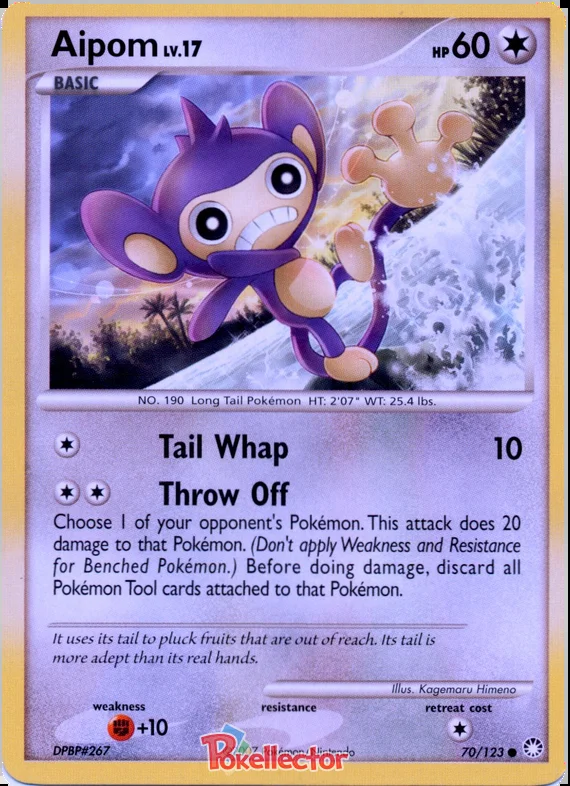 Aipom LV.17
HP 60
BASIC
NO. 190 Long Tail Pokémon HT: 2'07" WT: 25.4 lbs.
Tail Whap 10
Throw Off
Choose 1 of your opponent's Pokémon. This attack does 20
damage to that Pokémon. (Don't apply Weakness and Resistance
for Benched Pokémon.) Before doing damage, discard all
Pokémon Tool cards attached to that Pokémon.
It uses its tail to pluck fruits that are out of reach. Its tail is
more adept than its real hands.
Illus. Kagemaru Himeno
weakness resistance retreat cost
+10
DPBP#267
Pokémon/Nintendo
70/123
Pokellector